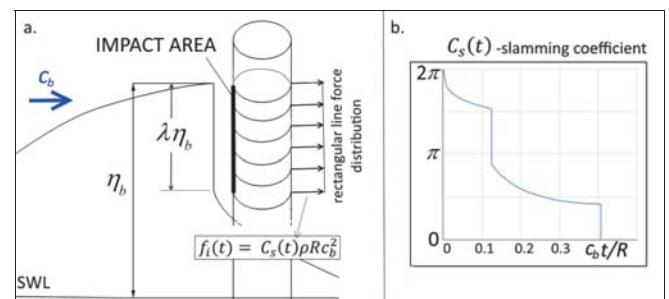 a.
IMPACT AREA
C_b
λη_b
η_b
rectangular line force
distribution
f_i(t) = C_s(t)ρRc_b^2
SWL
b.
C_s(t) -slamming coefficient
2π
π
0
0 0.1 0.2 0.3 c_b t/R